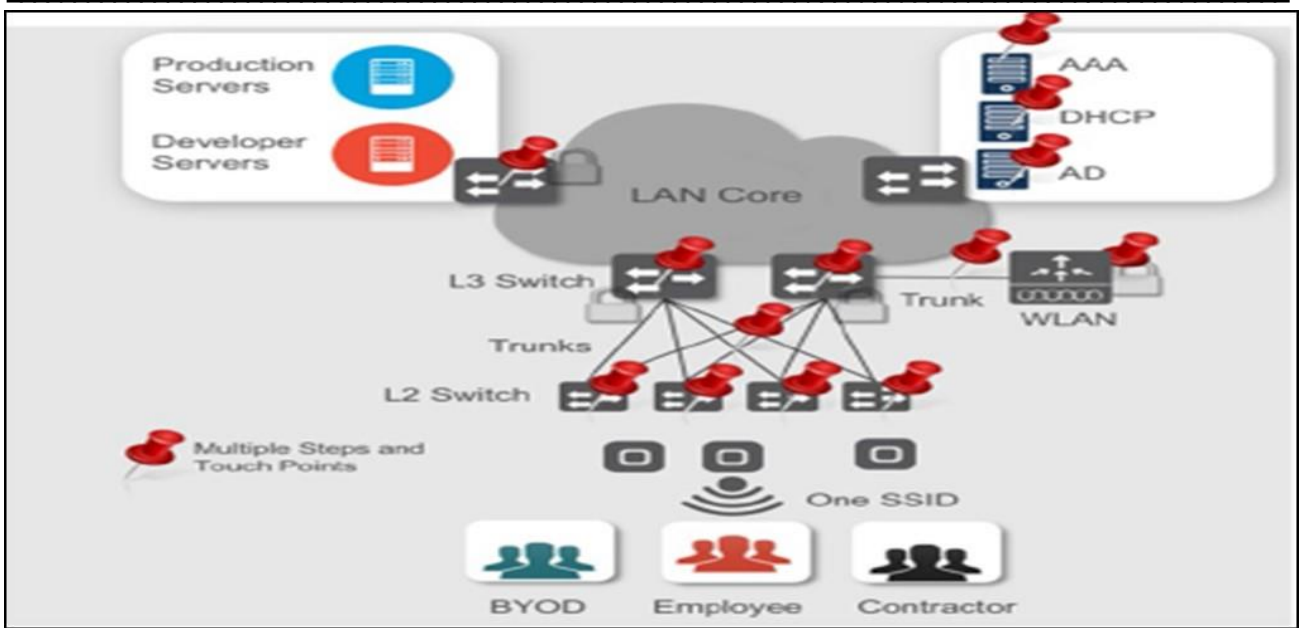 Production
Servers
Developer
Servers
AAA
DHCP
AD
LAN Core
L3 Switch
Trunk
WLAN
Trunks
L2 Switch
Multiple Steps and
Touch Points
One SSID
BYOD
Employee
Contractor